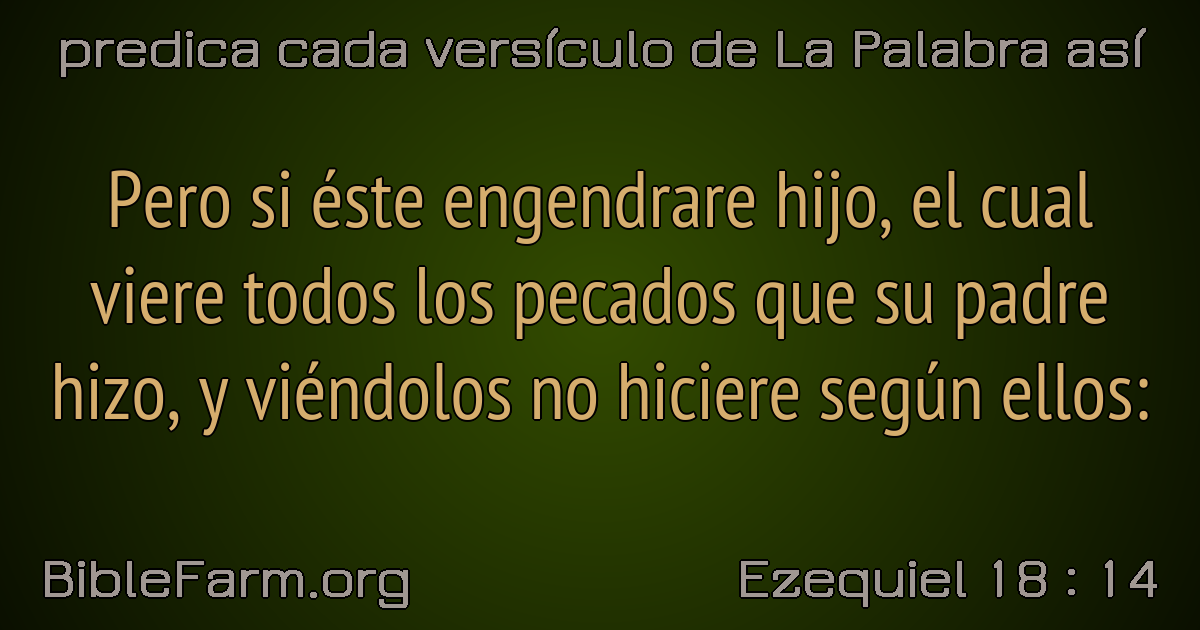 predica cada versículo de La Palabra así
Pero si éste engendrare hijo, el cual
viere todos los pecados que su padre
hizo, y viéndolos no hiciere según ellos:
BibleFarm.org
Ezequiel 18 : 14